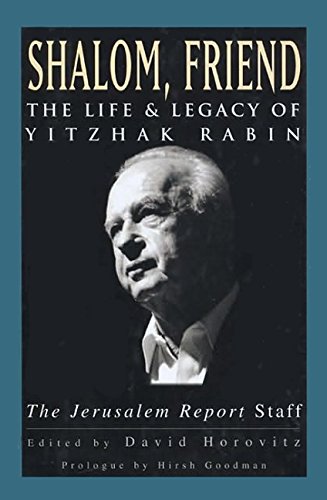 SHALOM, FRIEND
THE LIFE & LEGACY OF
YITZHAK RABIN
The Jerusalem Report Staff
Edited by David Horovitz
Prologue by Hirsh Goodman